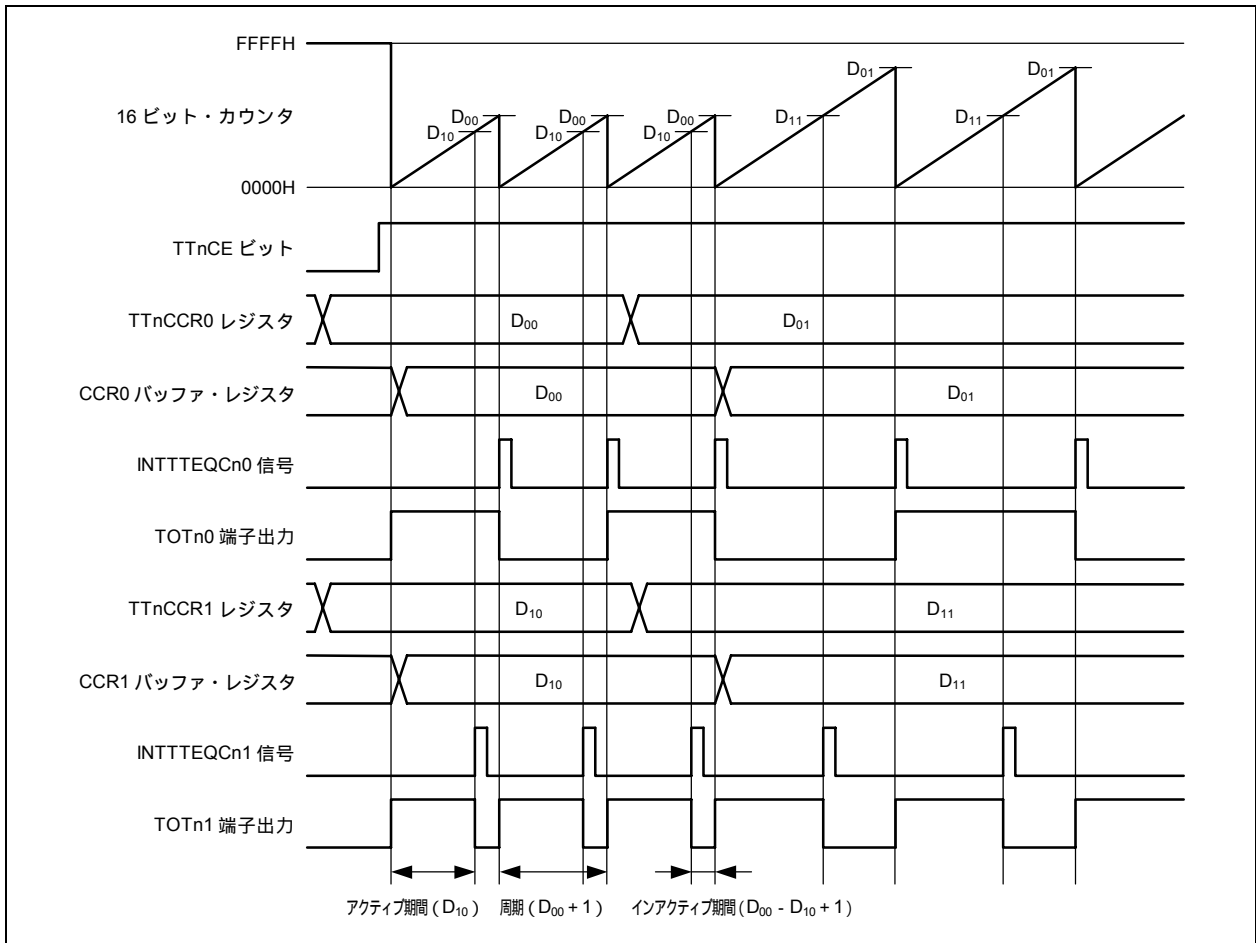 FFFFH
D01 D01
16 ビット・カウンタ D00 D00 D00 D11 D11
D10 D10 D10
0000H
TTnCE ビット
TTnCCR0 レジスタ D00 D01
CCR0 バッファ・レジスタ D00 D01
INTTTEQCn0 信号
TOTn0 端子出力
TTnCCR1 レジスタ D10 D11
CCR1 バッファ・レジスタ D10 D11
INTTTEQCn1 信号
TOTn1 端子出力
アクティブ期間(D10) 周期(D00 + 1) インアクティブ期間(D00 - D10 + 1)